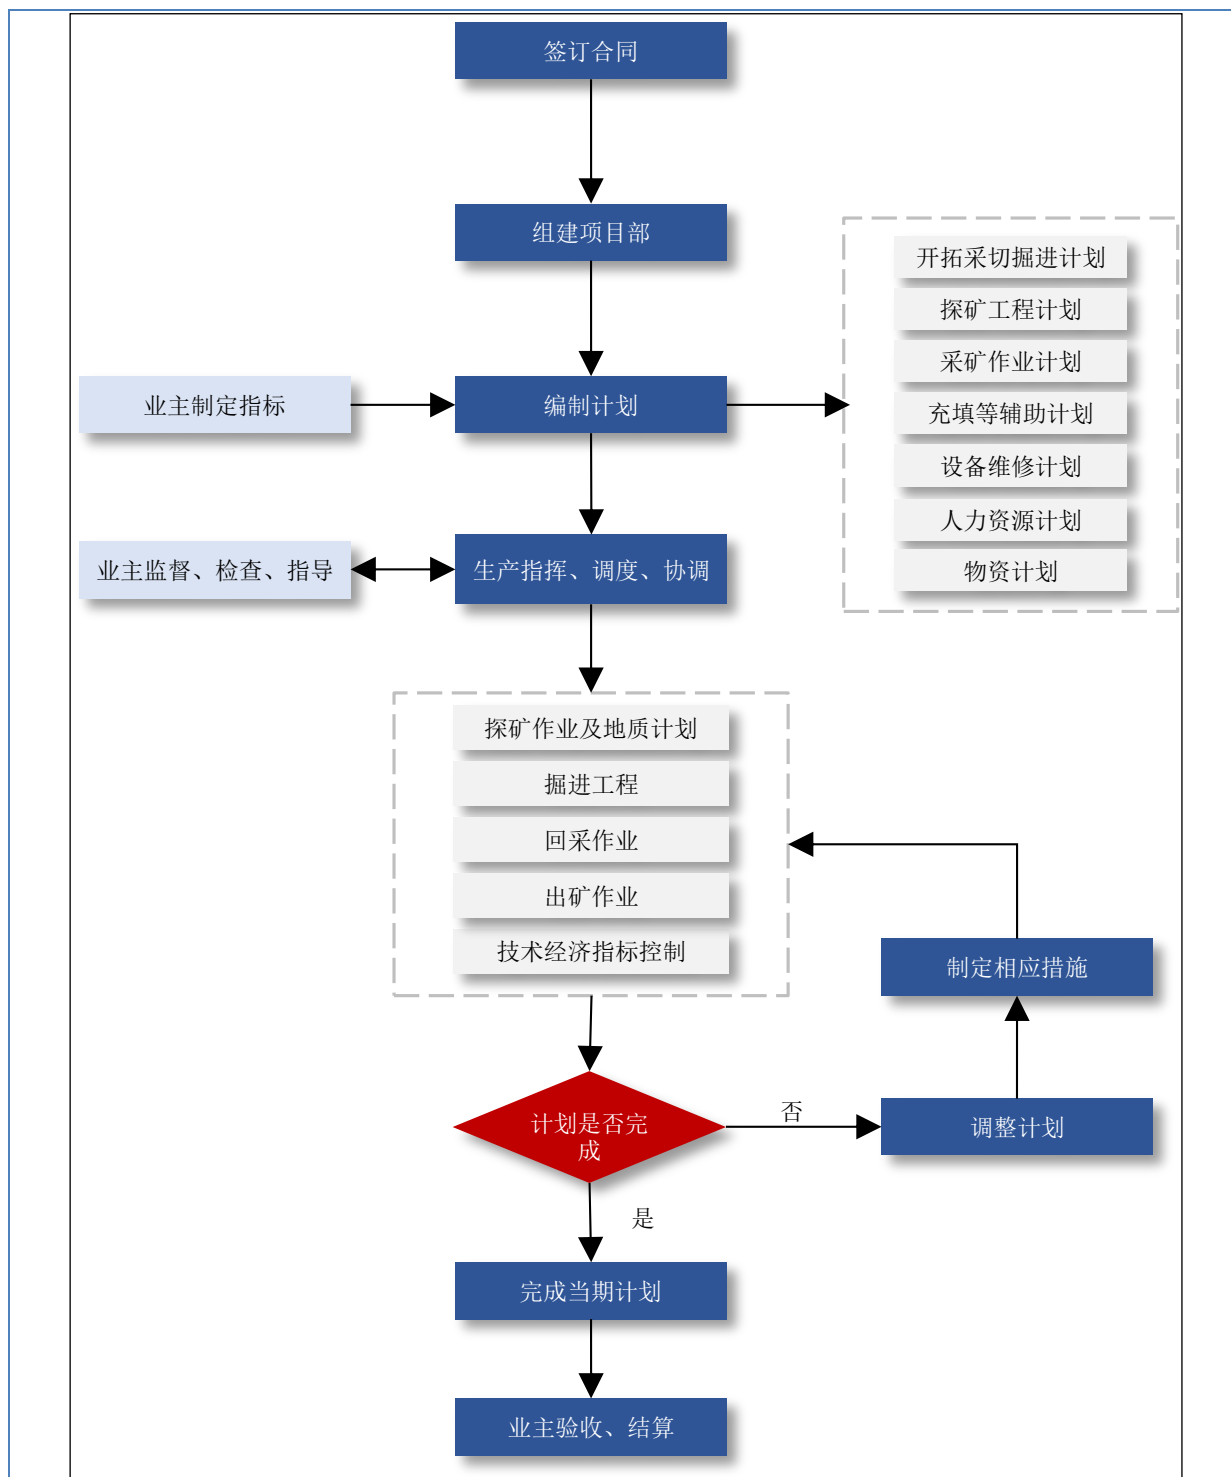 签订合同
组建项目部
开拓采切掘进计划
探矿工程计划
采矿作业计划
充填等辅助计划
设备维修计划
人力资源计划
物资计划
业主制定指标
编制计划
业主监督、检查、指导
生产指挥、调度、协调
探矿作业及地质计划
掘进工程
回采作业
出矿作业
技术经济指标控制
制定相应措施
计划是否完
成
否
调整计划
是
完成当期计划
业主验收、结算